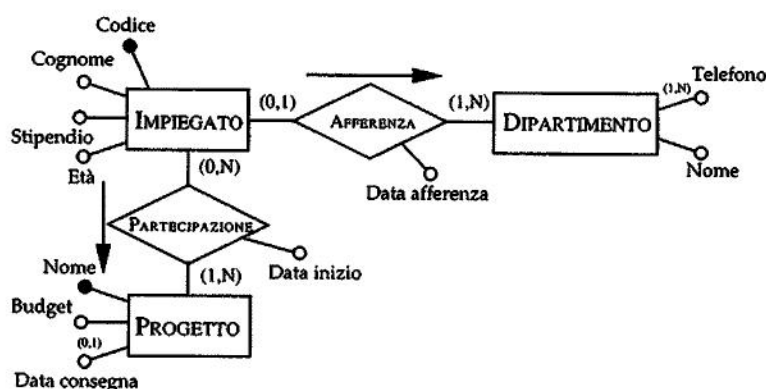 Codice
Cognome
Stipendio
Età
IMPIEGATO
(0,1)
AFFERENZA
(1,N)
DIPARTIMENTO
(1,N)
Telefono
Nome
Data afferenza
(0,N)
PARTECIPAZIONE
Data inizio
(1,N)
Nome
Budget
(0,1)
Data consegna
PROGETTO